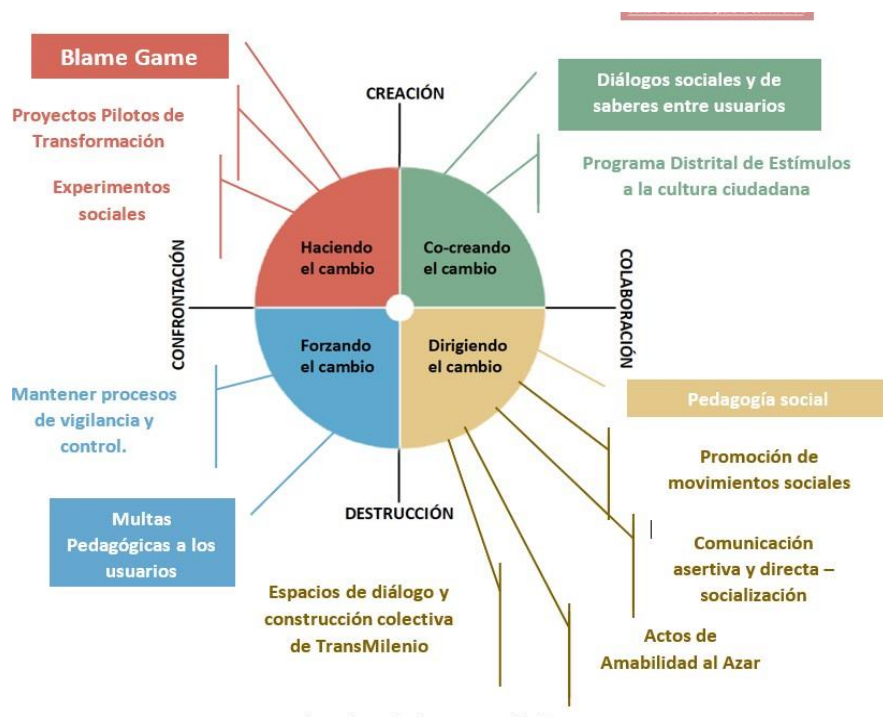 Blame Game
Proyectos Pilotos de
Transformación
Experimentos
sociales
CREACIÓN
Diálogos sociales y de
saberes entre usuarios
Programa Distrital de Estímulos
a la cultura ciudadana
Haciendo
el cambio
Co-creando
el cambio
CONFRONTACIÓN
COLABORACIÓN
Forzando
el cambio
Dirigiendo
el cambio
Mantener procesos
de vigilancia y
control.
Multas
Pedagógicas a los
usuarios
DESTRUCCIÓN
Pedagogía social
Promoción de
movimientos sociales
Comunicación
asertiva y directa –
socialización
Actos de
Amabilidad al Azar
Espacios de diálogo y
construcción colectiva
de TransMilenio